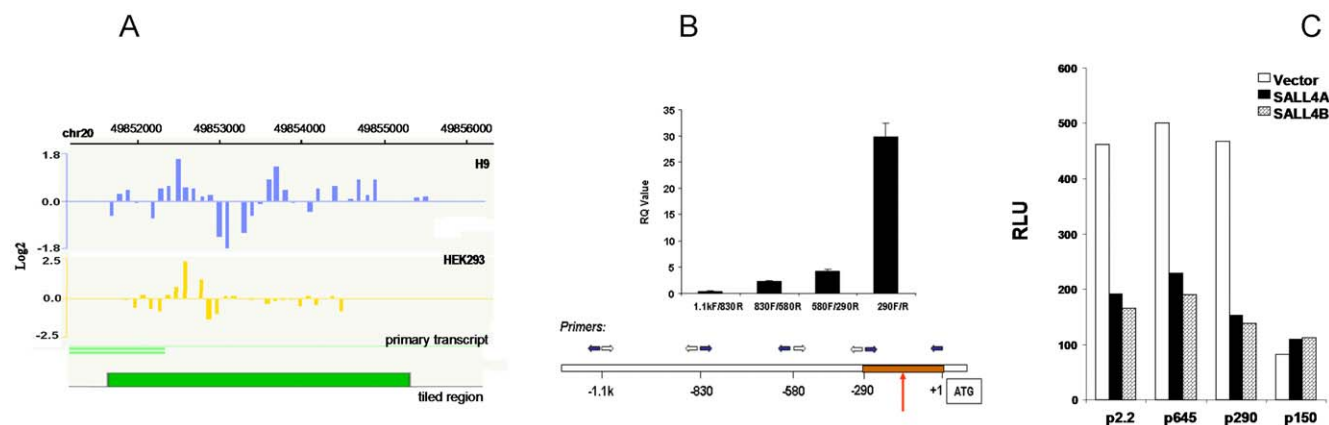 A
chr20 49852000 49853000 49854000 49855000 49856000
1.8
H9
0.0
-1.8
Log2
2.5
HEK293
0.0
-2.5
primary transcript
tiled region
B
35
30
25
20
15
10
5
0
RQ Value
1.1kF/830R 830F/580R 580F/290R 290F/R
Primers:
-1.1k -830 -580 -290 +1 ATG
C
600
500
400
300
200
100
0
RLU
Vector
SALL4A
SALL4B
p2.2 p645 p290 p150